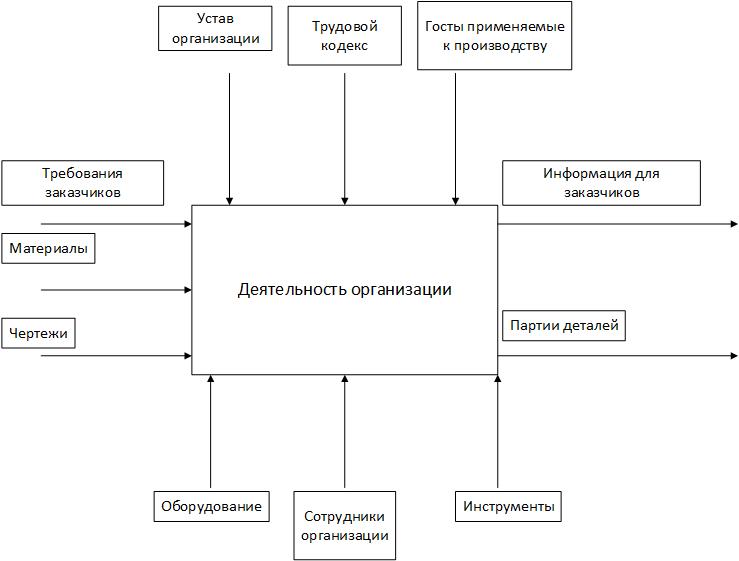 Устав
организации
Трудовой
кодекс
Госты применяемые
к производству
Требования
заказчиков
Информация для
заказчиков
Материалы
Деятельность организации
Чертежи
Партии деталей
Оборудование
Сотрудники
организации
Инструменты